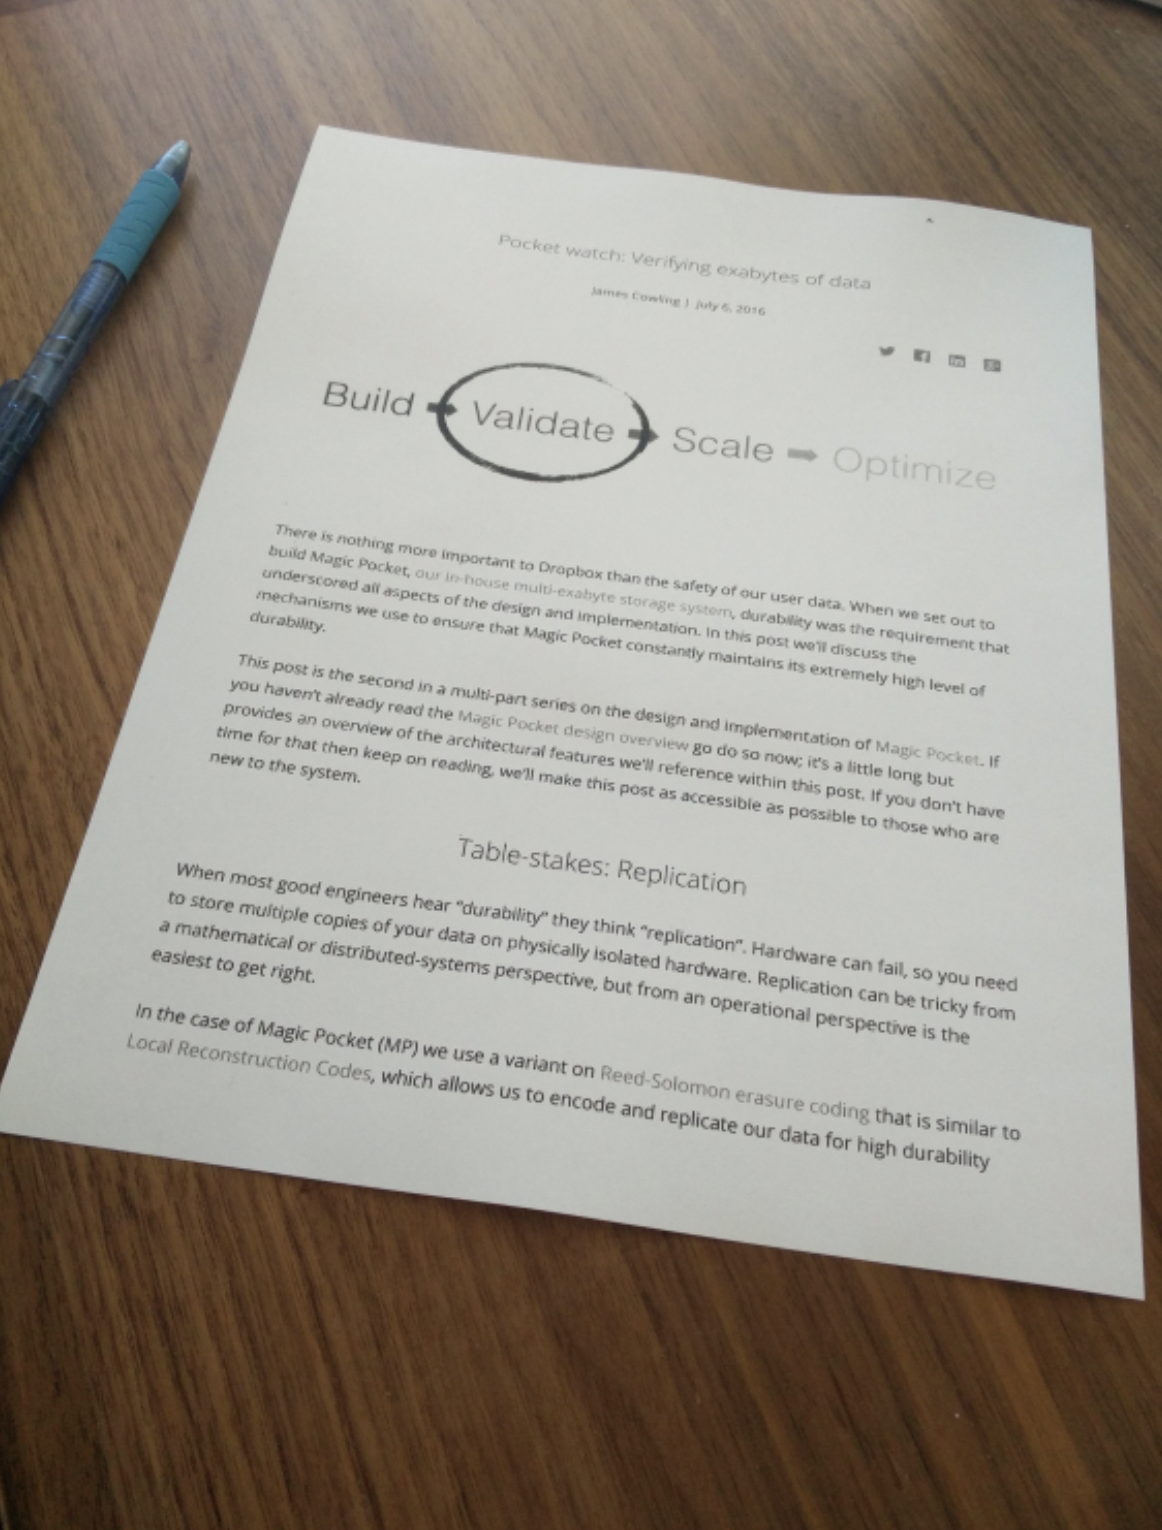 Pocket watch: Verifying exabytes of data
James Cowling | July 6, 2016
Build Validate Scale Optimize
There is nothing more important to Dropbox than the safety of our user data. When we set out to
build Magic Pocket, our in-house multi-exabyte storage system, durability was the requirement that
underscored all aspects of the design and implementation. In this post we'll discuss the
mechanisms we use to ensure that Magic Pocket constantly maintains its extremely high level of
durability.
This post is the second in a multi-part series on the design and implementation of Magic Pocket. If
you haven't already read the Magic Pocket design overview go do so now; it's a little long but
provides an overview of the architectural features we'll reference within this post. If you don't have
time for that then keep on reading, we'll make this post as accessible as possible to those who are
new to the system.
Table-stakes: Replication
When most good engineers hear “durability” they think “replication”. Hardware can fail, so you need
to store multiple copies of your data on physically isolated hardware. Replication can be tricky from
a mathematical or distributed-systems perspective, but from an operational perspective is the
easiest to get right.
In the case of Magic Pocket (MP) we use a variant on Reed-Solomon erasure coding that is similar to
Local Reconstruction Codes, which allows us to encode and replicate our data for high durability